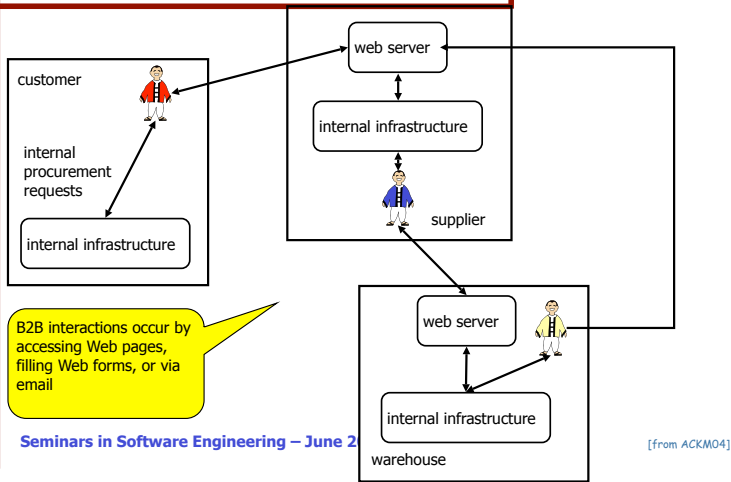 customer
internal
procurement
requests
internal infrastructure
web server
internal infrastructure
supplier
web server
internal infrastructure
warehouse
B2B interactions occur by
accessing Web pages,
filling Web forms, or via
email
Seminars in Software Engineering – June
[from ACKM04]